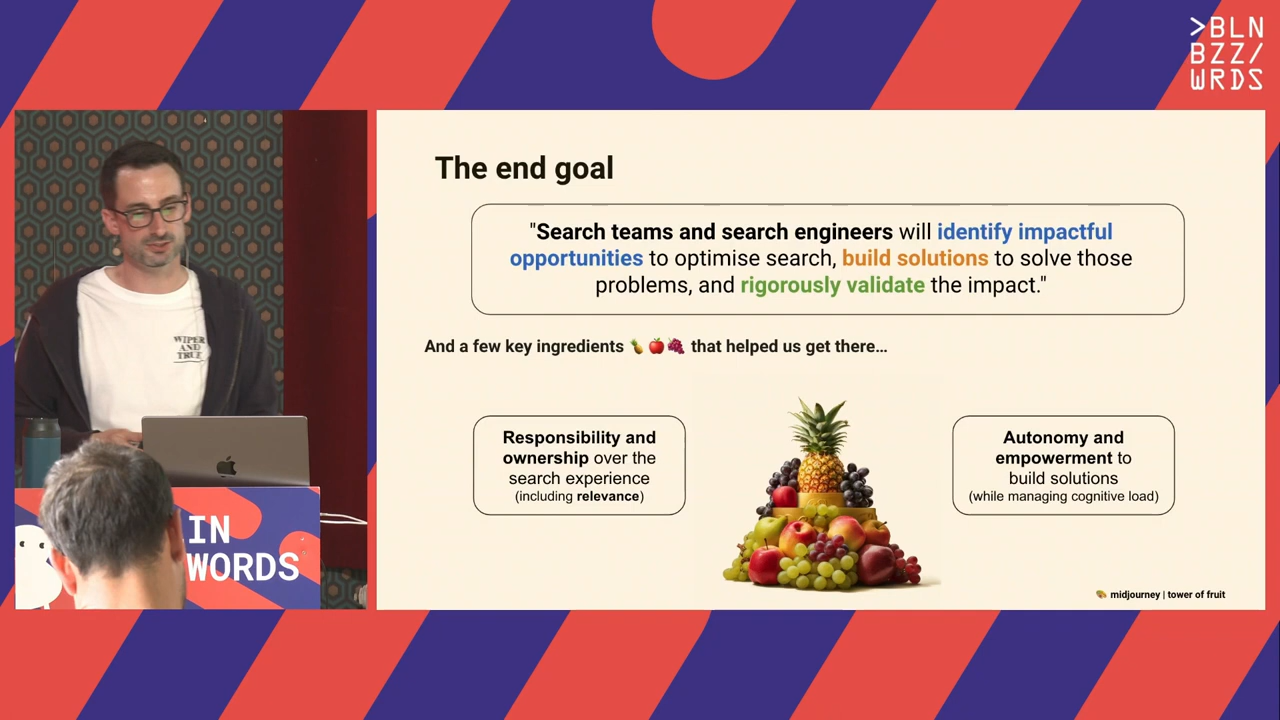 >BLN
BZZ/
WRDS
WIPER
AND
TRUE
IN
WORDS
The end goal
"Search teams and search engineers will identify impactful
opportunities to optimise search, build solutions to solve those
problems, and rigorously validate the impact."
And a few key ingredients 🍍🍎🍇 that helped us get there...
Responsibility and
ownership over the
search experience
(including relevance)
Autonomy and
empowerment to
build solutions
(while managing cognitive load)
midjourney | tower of fruit